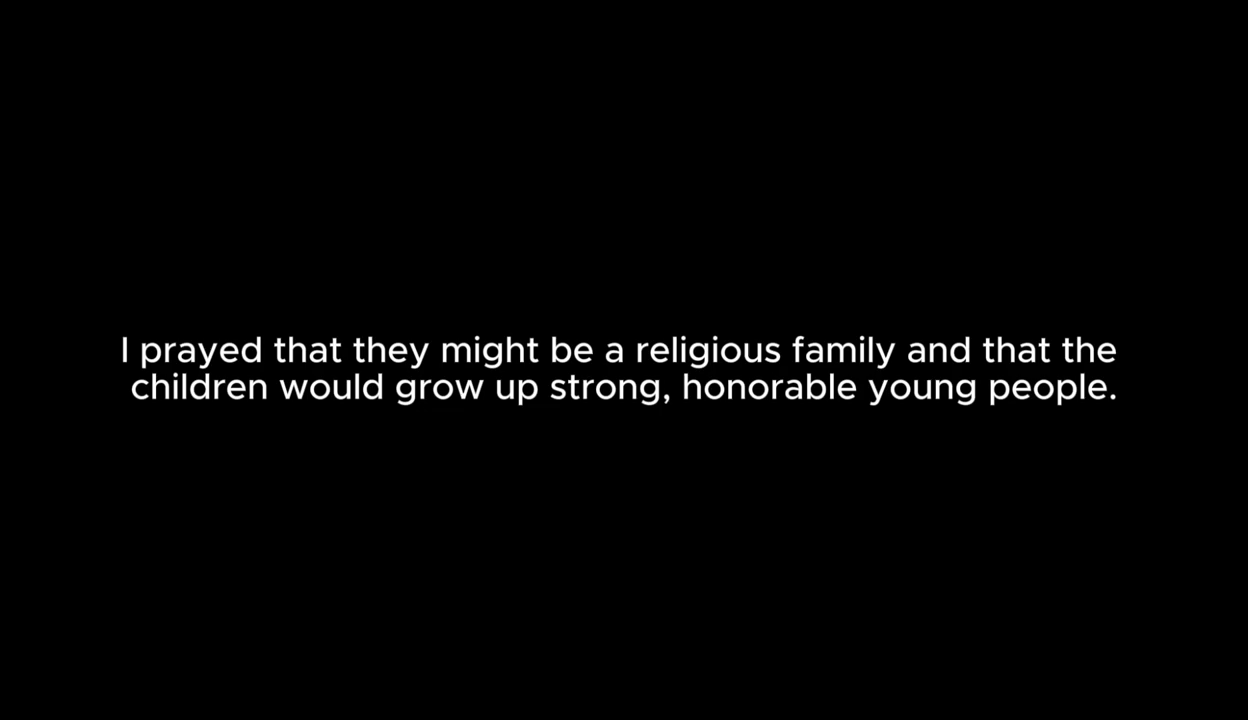 I prayed that they might be a religious family and that the
children would grow up strong, honorable young people.